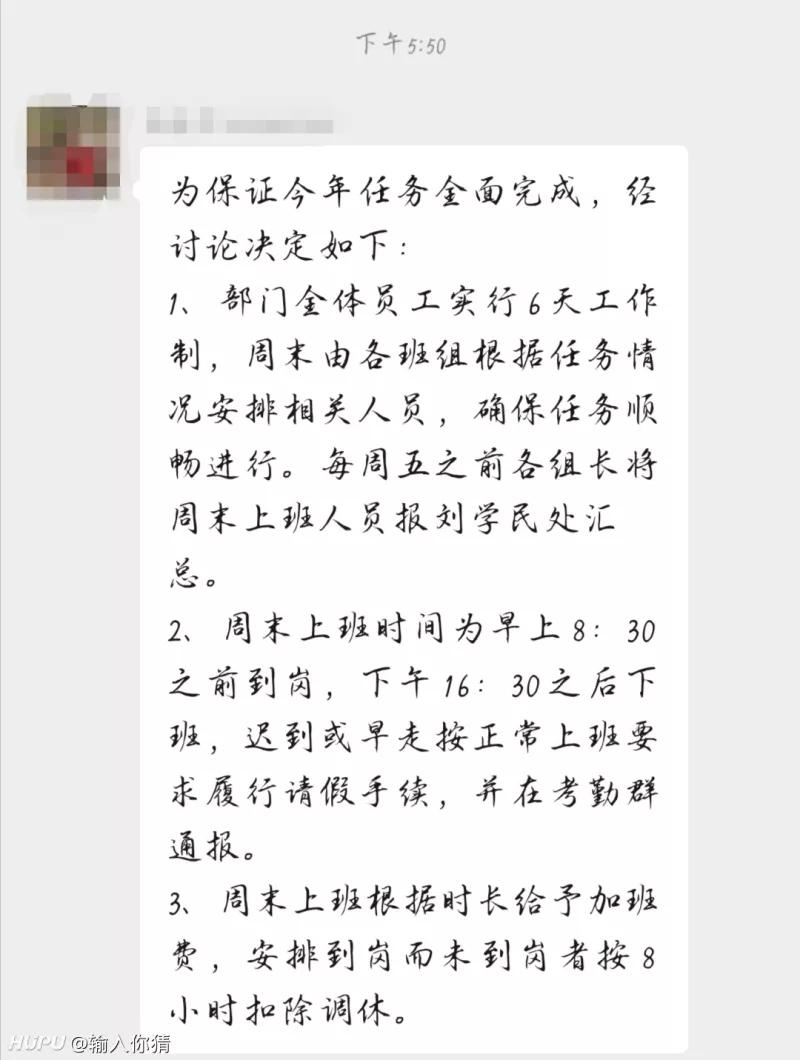 下午5:50
为保证今年任务全面完成，经
讨论决定如下：
1、部门全体员工实行6天工作
制，周末由各班组根据任务情
况安排相关人员，确保任务顺
畅进行。每周五之前各组长将
周末上班人员报刘学民处汇
总。
2、周末上班时间为早上8：30
之前到岗，下午16：30之后下
班，迟到或早走按正常上班要
求履行请假手续，并在考勤群
通报。
3、周末上班根据时长给予加班
费，安排到岗而未到岗者按8
小时扣除调休。
HUPU @输入你猜